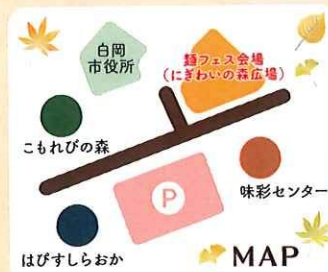 白岡
市役所
麺フェス会場
(にぎわいの森広場)
こもれびの森
味彩センター
P
はぴすしらおか
MAP